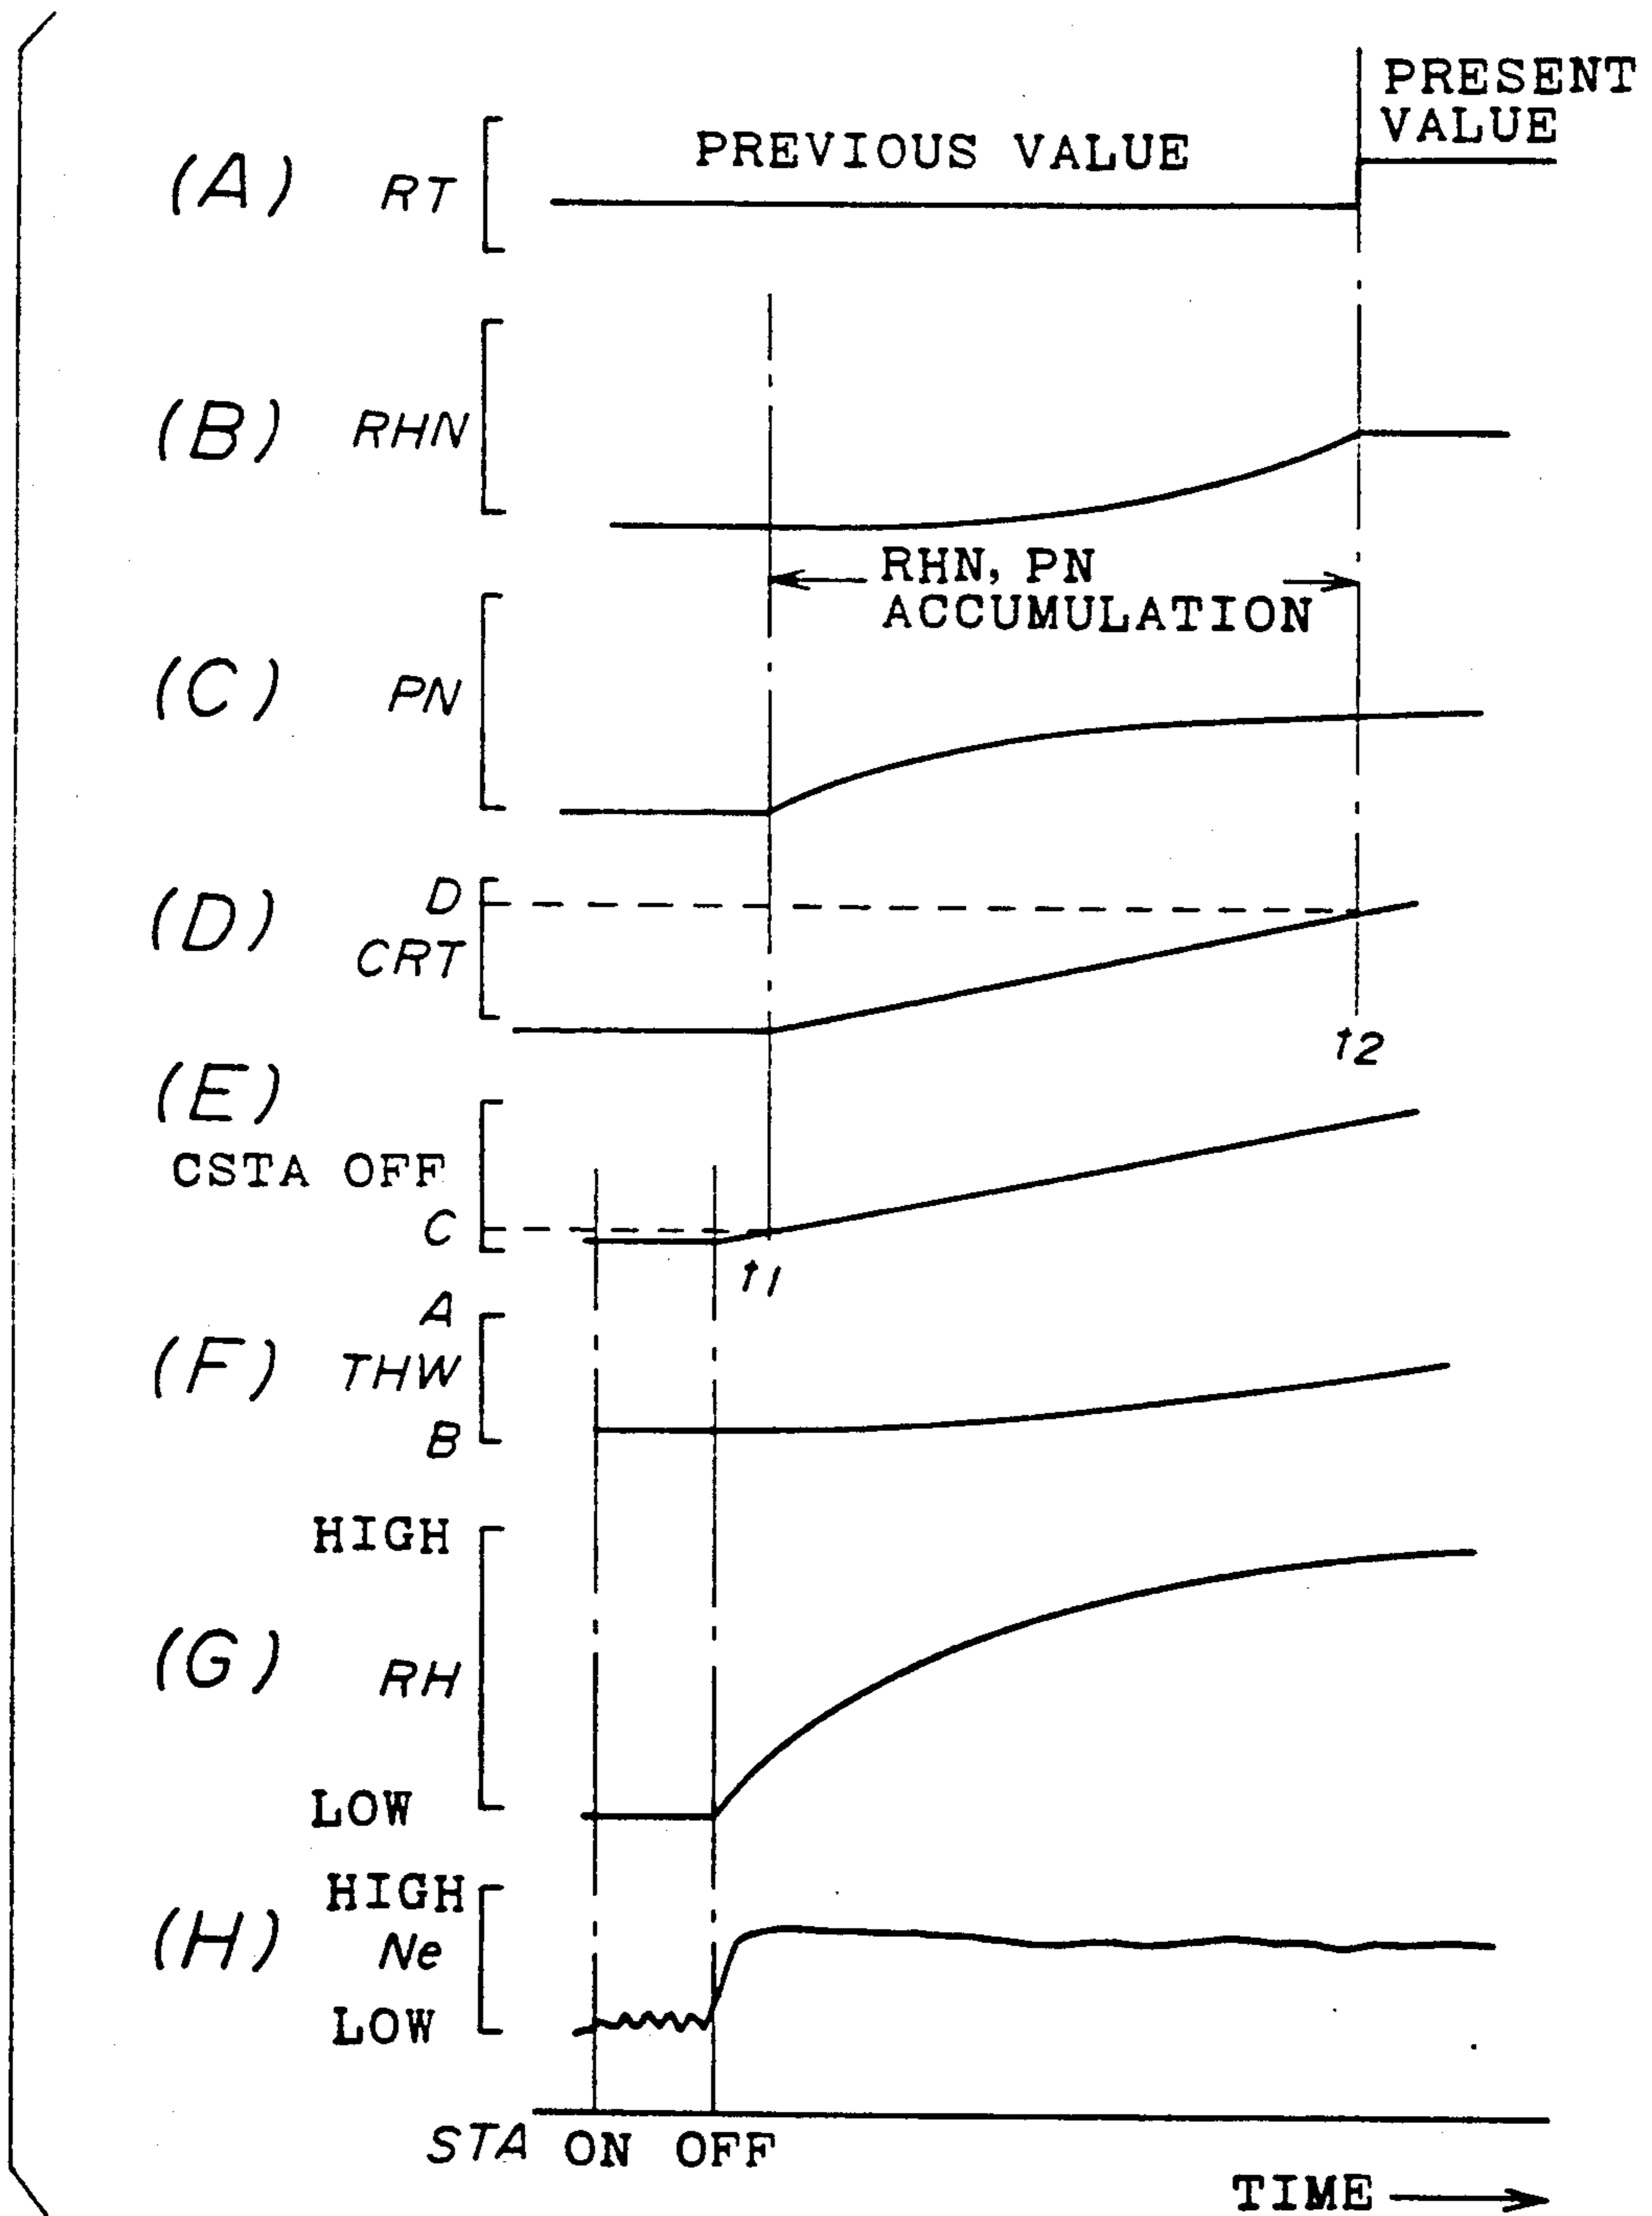 PRESENT
VALUE
PREVIOUS VALUE
(A) RT
(B) RHN
RHN, PN
ACCUMULATION
(C) PN
D
(D) CRT
t2
(E)
CSTA OFF
C
t1
A
(F) THW
B
HIGH
(G) RH
LOW
HIGH
(H) Ne
LOW
STA ON OFF
TIME